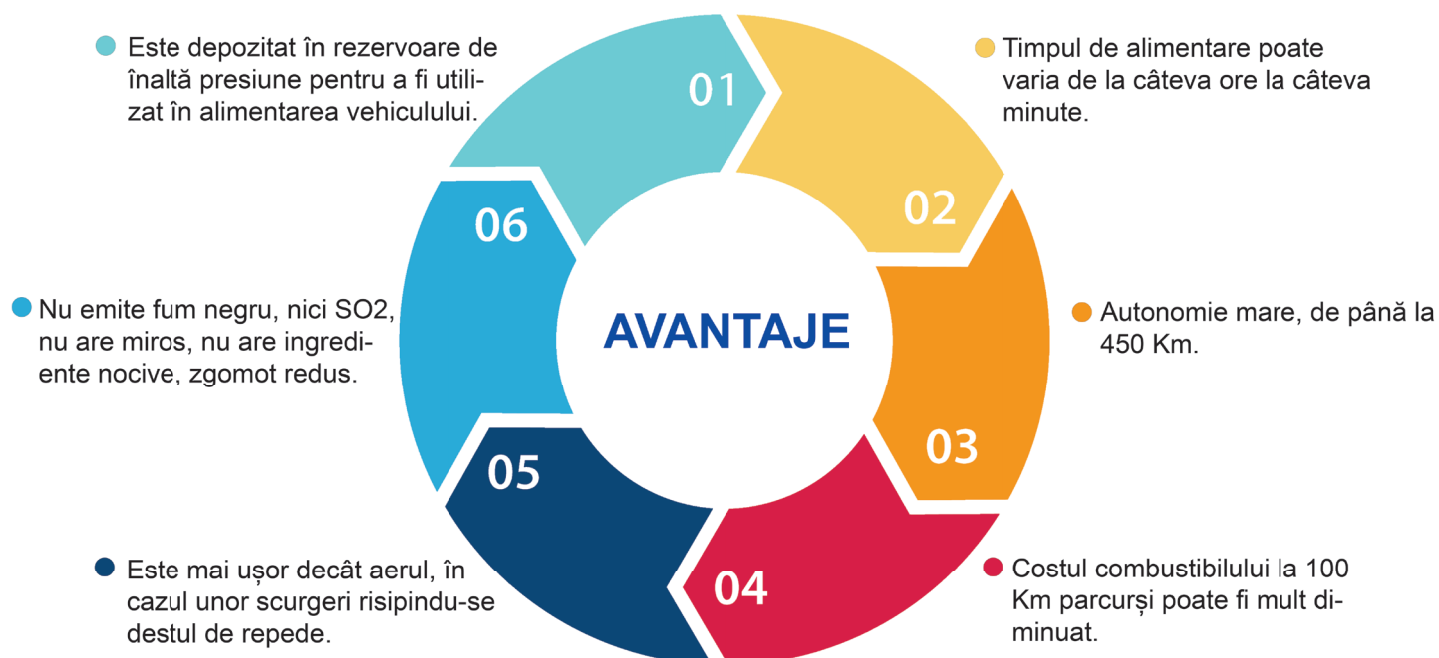 Este depozitat în rezervoare de
înaltă presiune pentru a fi utili-
zat în alimentarea vehiculului.
01
Timpul de alimentare poate
varia de la câteva ore la câteva
minute.
02
Autonomie mare, de până la
450 Km.
03
Costul combustibilului la 100
Km parcurși poate fi mult di-
minuat.
04
Este mai ușor decât aerul, în
cazul unor scurgeri risipindu-se
destul de repede.
05
Nu emite fum negru, nici SO2,
nu are miros, nu are ingredi-
ente nocive, zgomot redus.
06
AVANTAJE